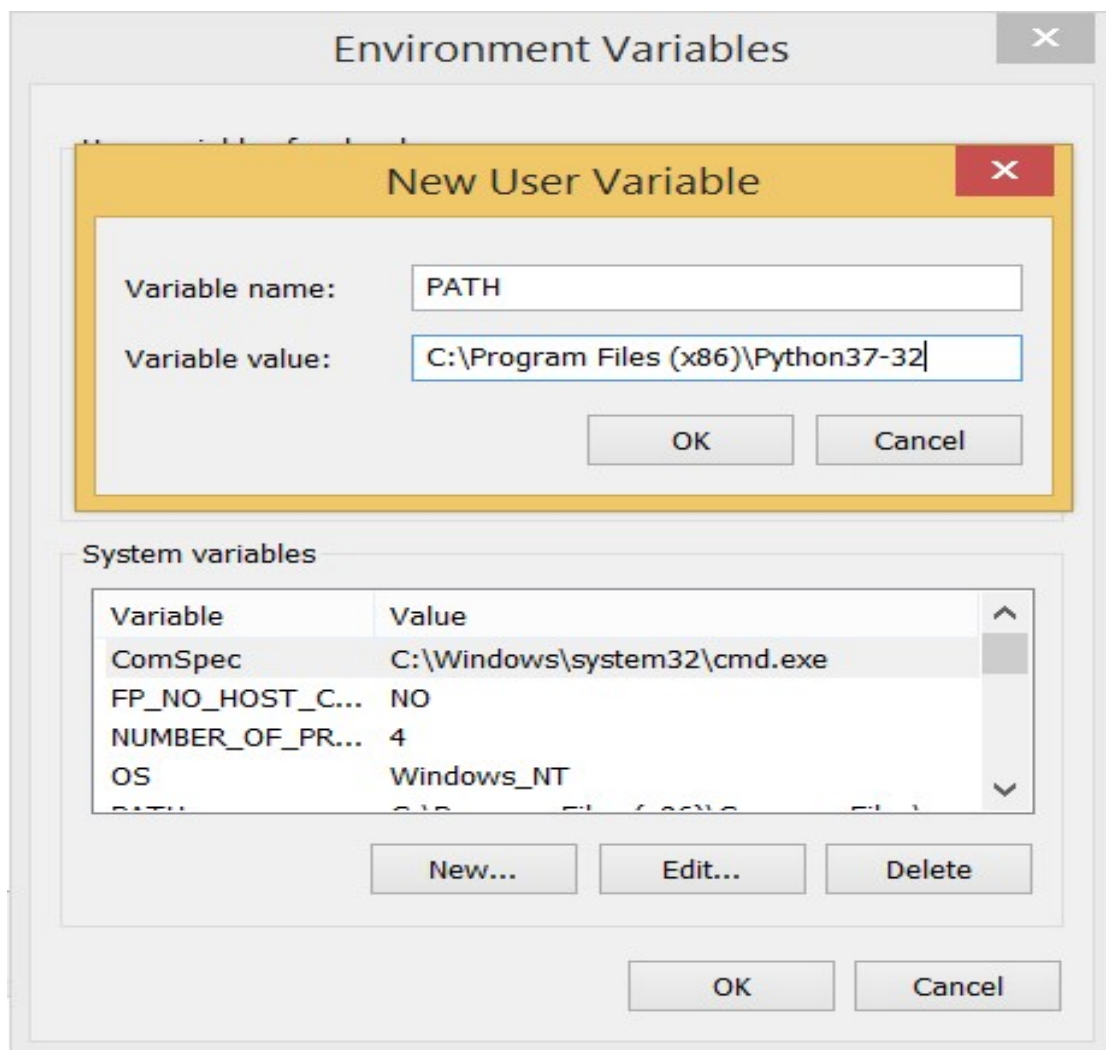 Environment Variables
New User Variable
Variable name: PATH
Variable value: C:\Program Files (x86)\Python37-32
OK Cancel
System variables
Variable Value
ComSpec C:\Windows\system32\cmd.exe
FP_NO_HOST_C... NO
NUMBER_OF_PR... 4
OS Windows_NT
New... Edit... Delete
OK Cancel